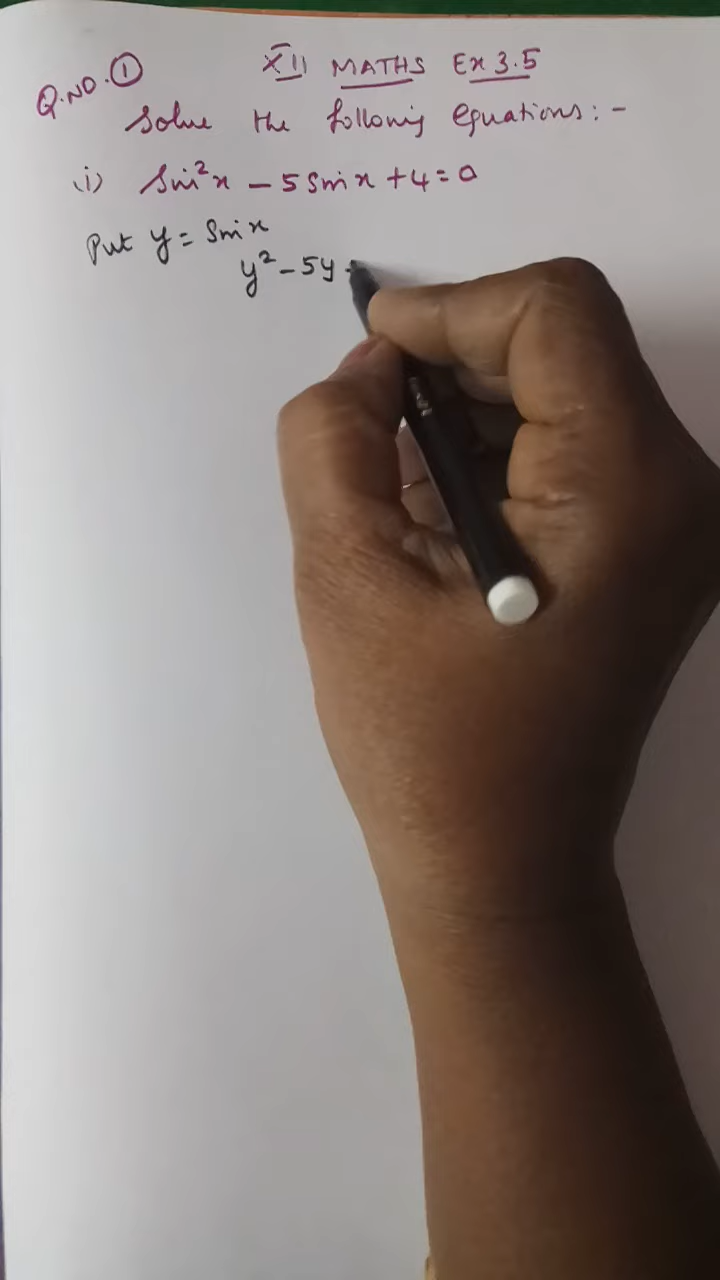 XII MATHS Ex 3.5
Q.NO. ①
Solve the following equations:-
(i) Sin²x - 5 sin x + 4 = 0
Put y = Sin x
y² - 5y